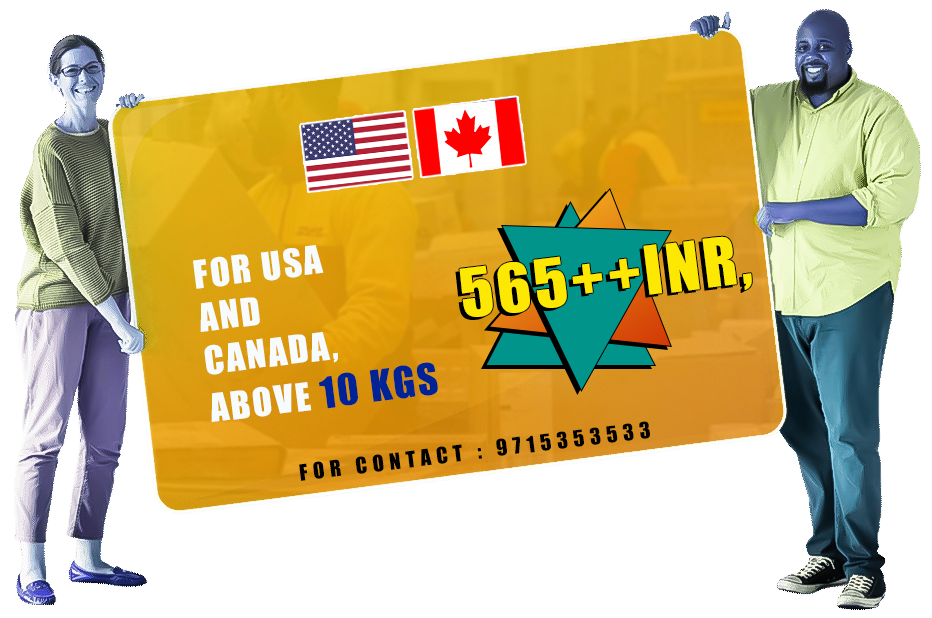 FOR USA
AND
CANADA,
ABOVE 10 KGS
565++INR,
FOR CONTACT : 9715353533